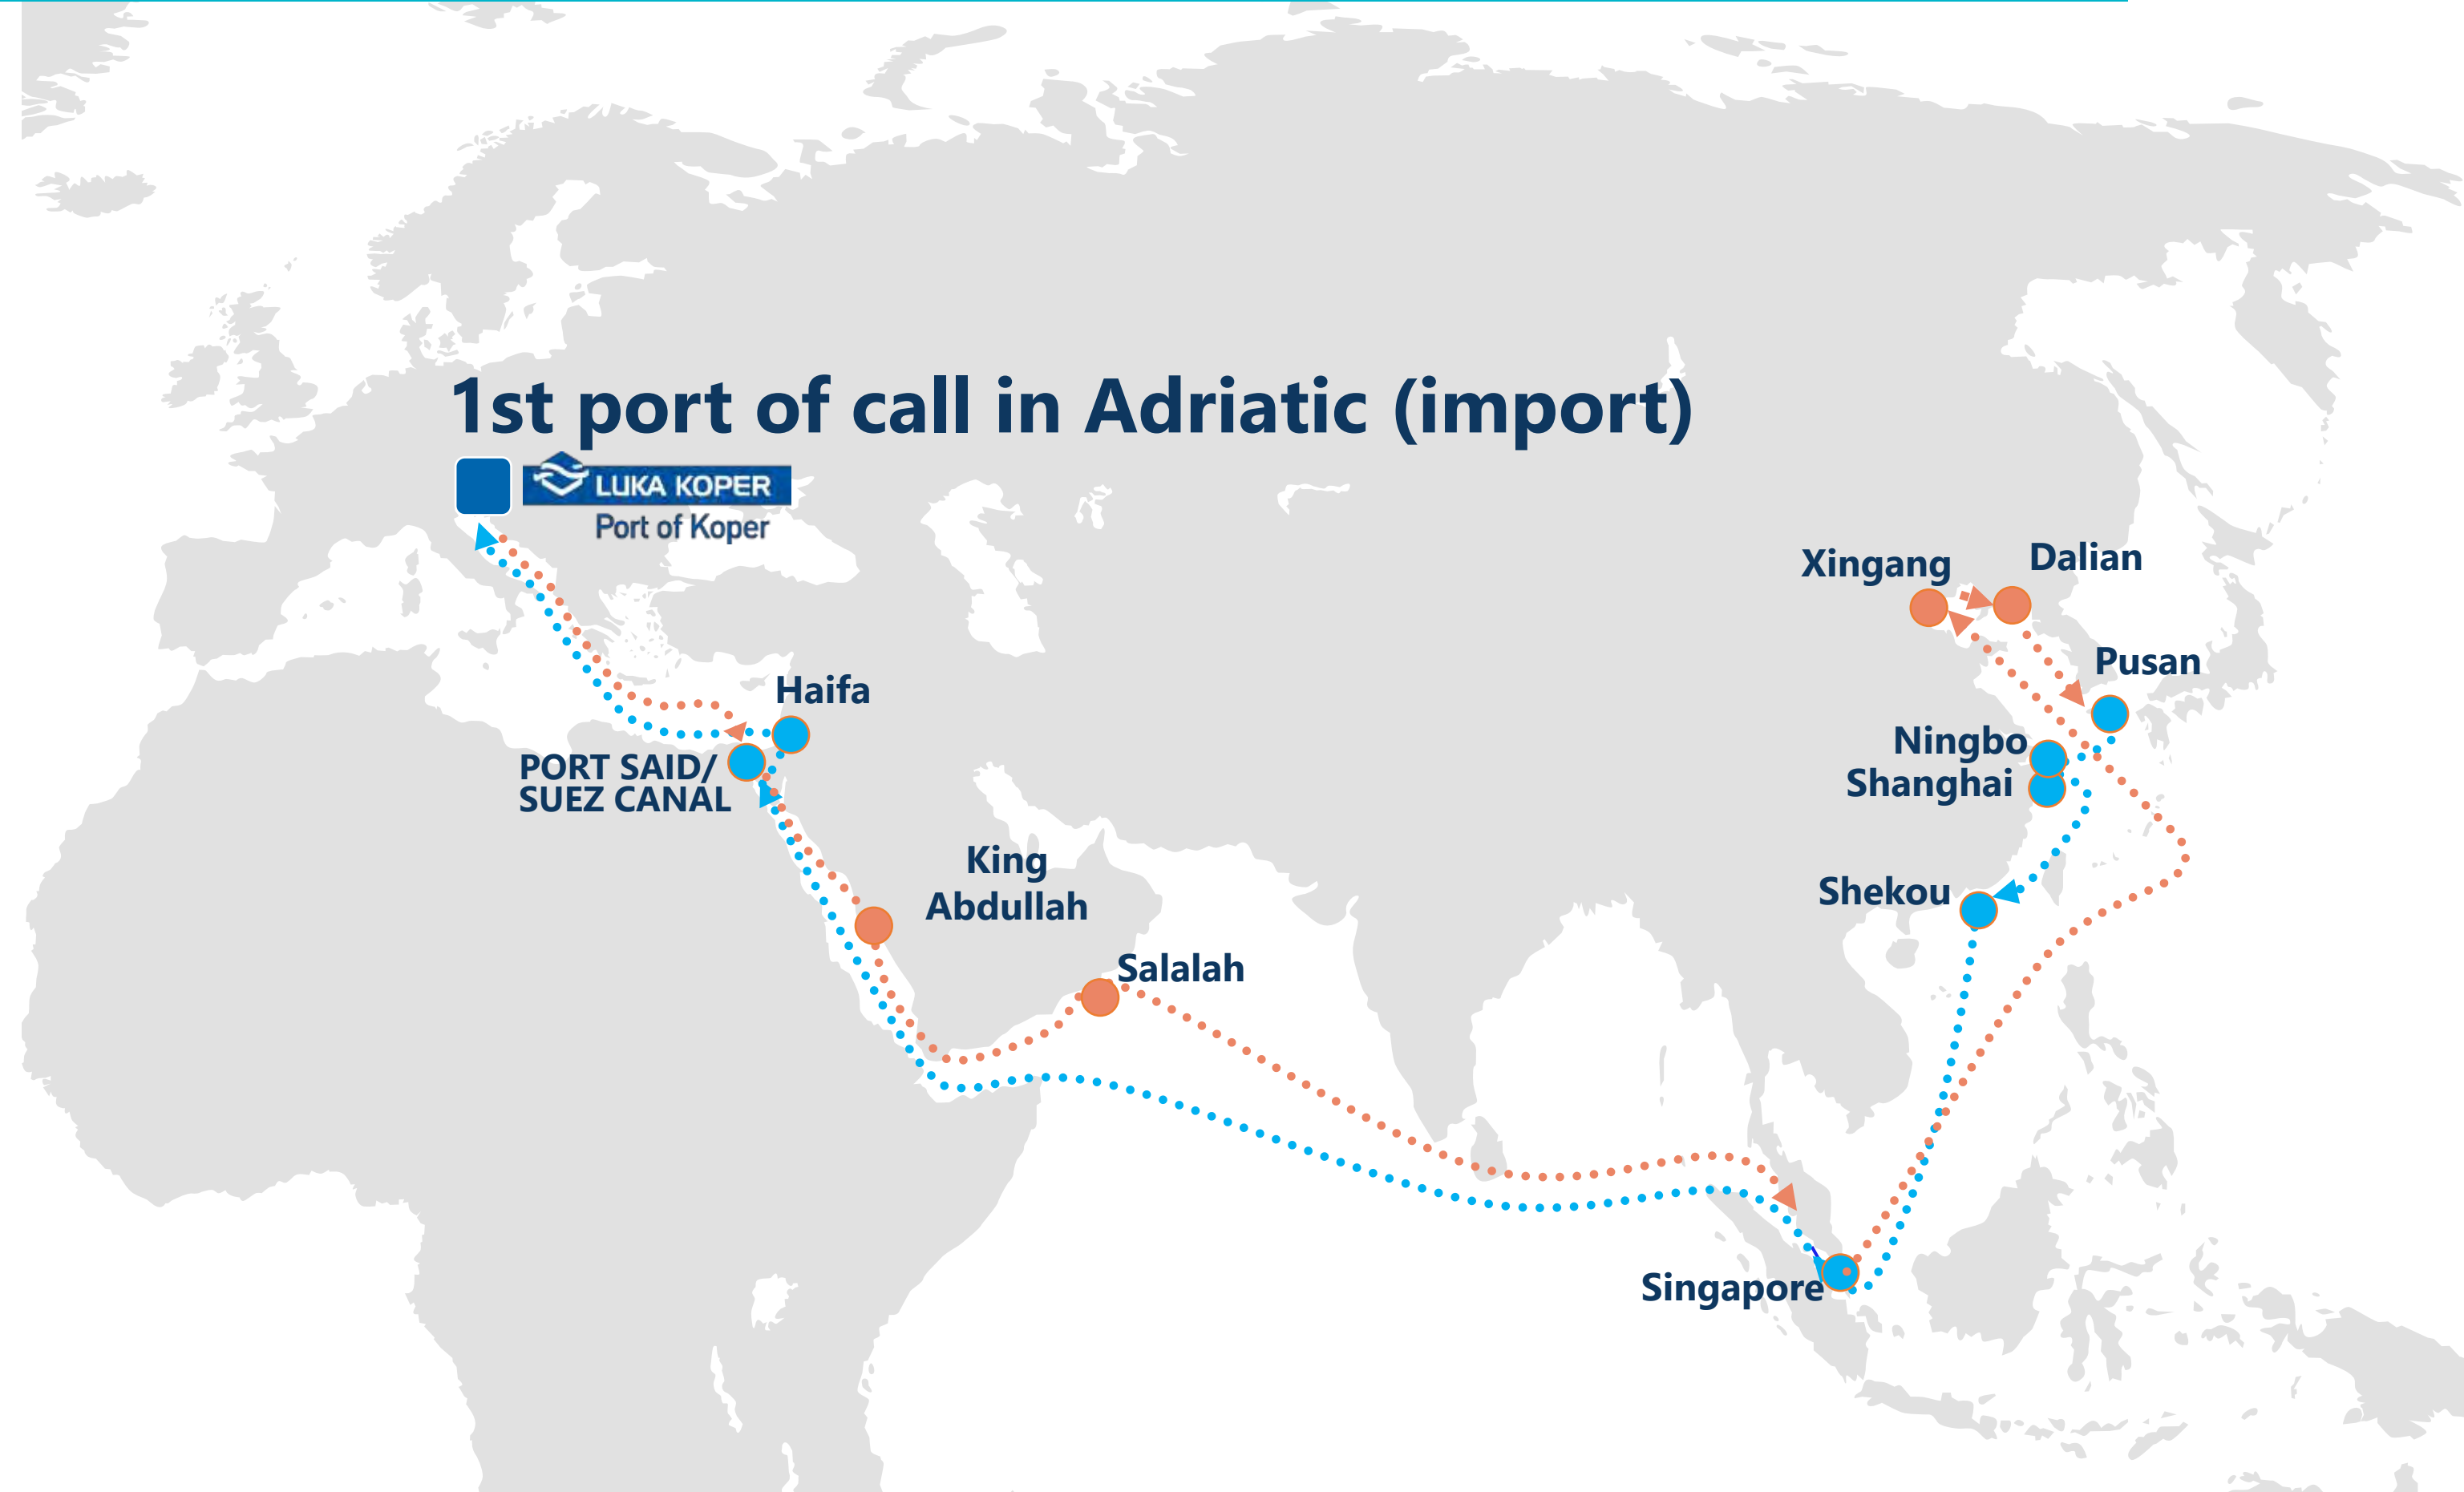 1st port of call in Adriatic (import)
LUKA KOPER
Port of Koper
Xingang
Dalian
Pusan
Haifa
Ningbo
PORT SAID/
SUEZ CANAL
Shanghai
King
Abdullah
Shekou
Salalah
Singapore